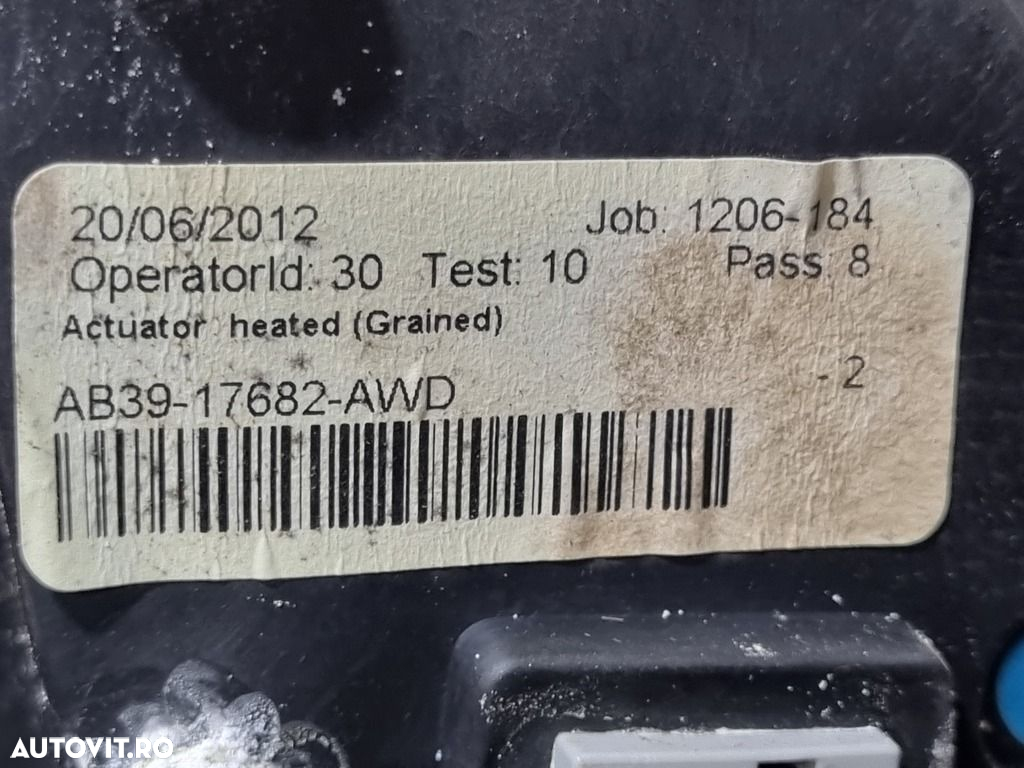 20/06/2012 Job: 1206-184
OperatorId: 30 Test: 10 Pass: 8
Actuator heated (Grained)
- 2
AB39-17682-AWD
AUTOVIT.RO